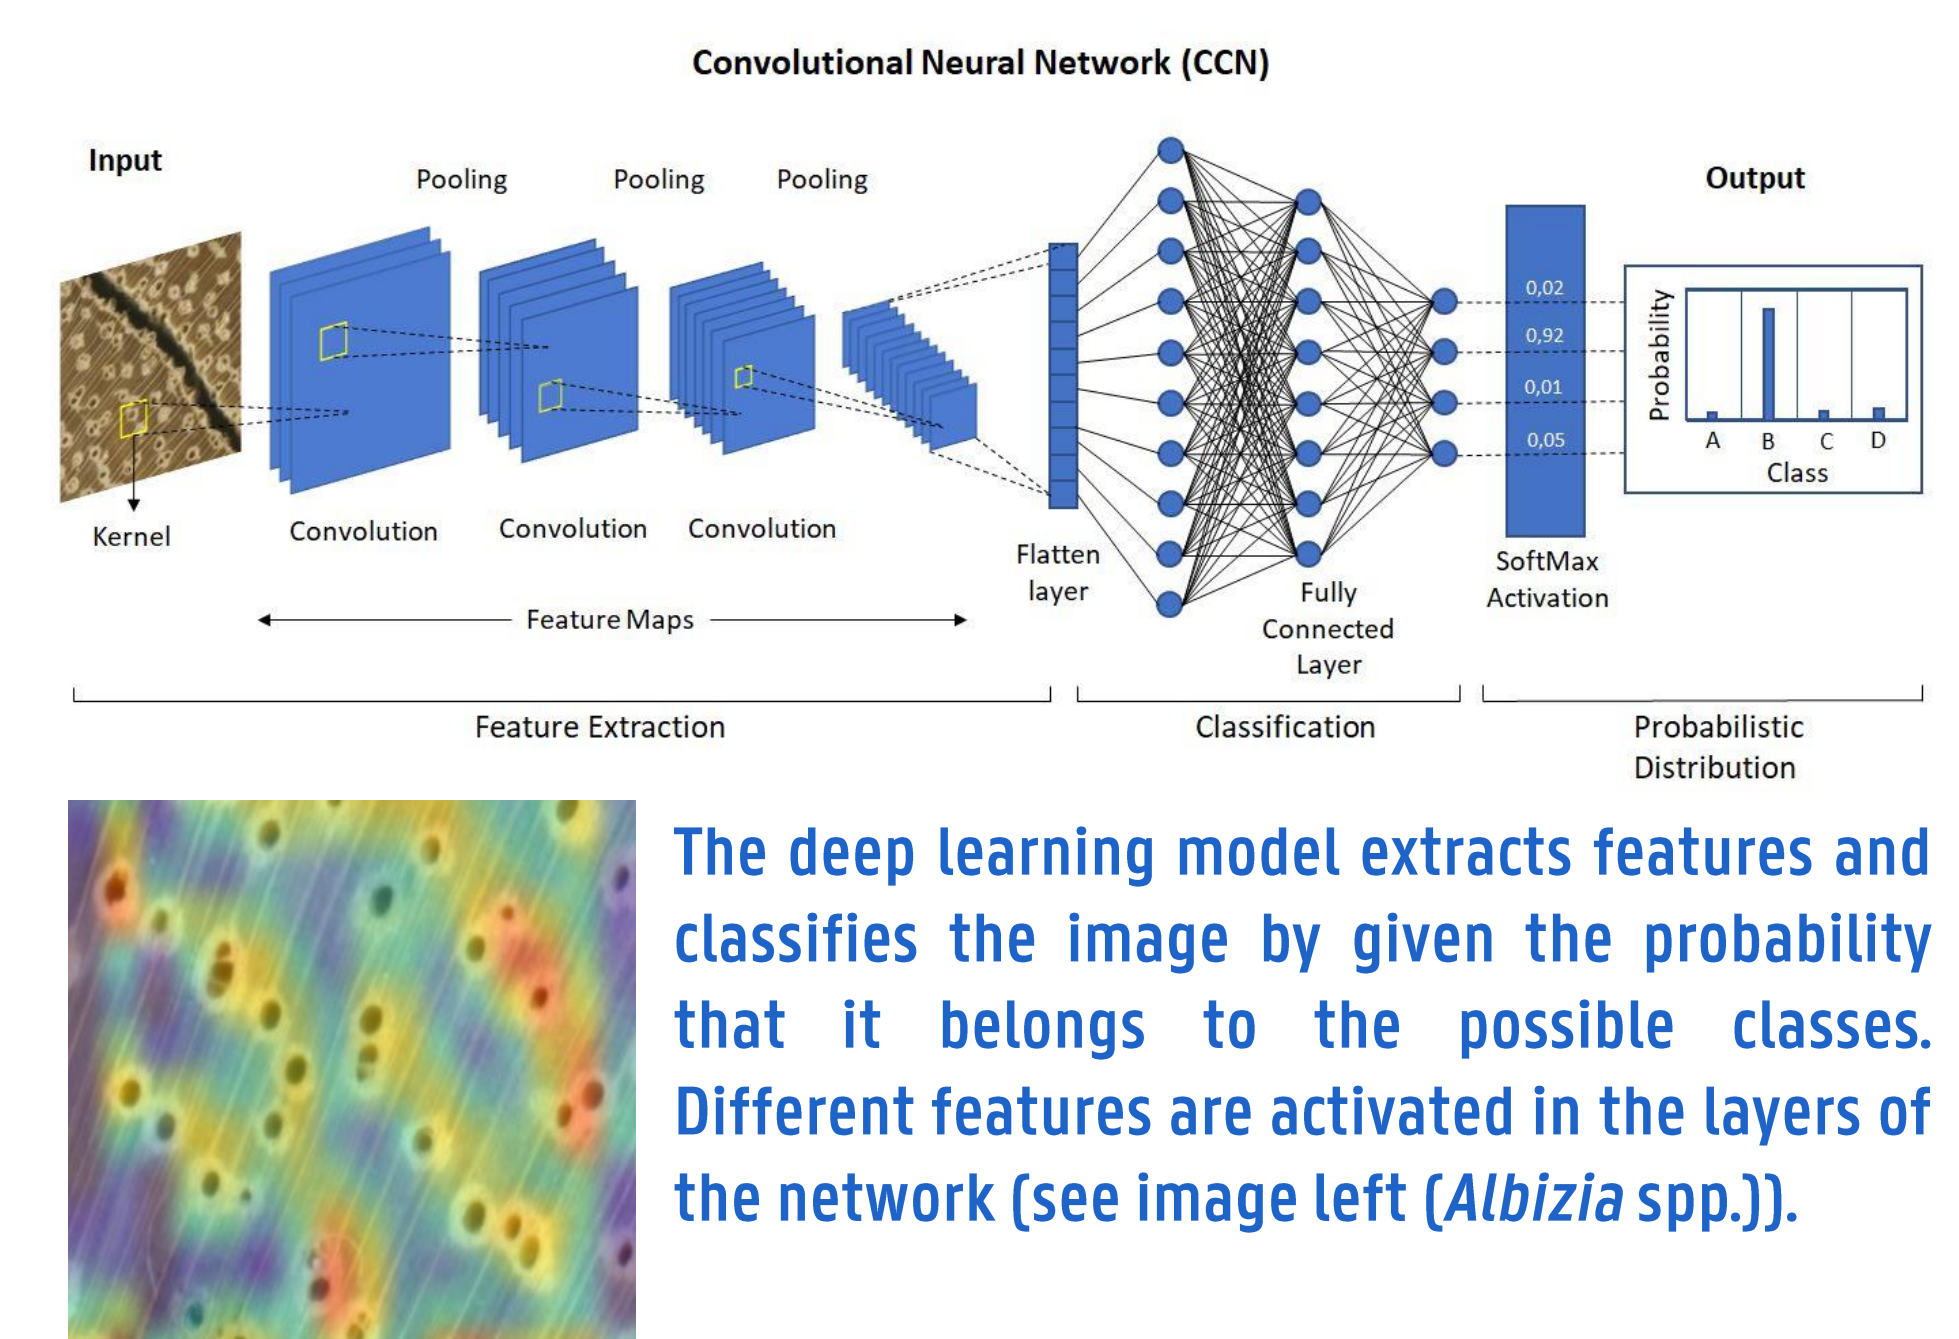 Convolutional Neural Network (CCN)
Input
Pooling
Pooling
Pooling
Output
Kernel
Convolution
Convolution
Convolution
Feature Maps
Flatten
layer
Fully
Connected
Layer
0,02
0,92
0,01
0,05
SoftMax
Activation
Probability
A B C D
Class
Feature Extraction
Classification
Probabilistic
Distribution
The deep learning model extracts features and
classifies the image by given the probability
that it belongs to the possible classes.
Different features are activated in the layers of
the network (see image left (Albizia spp.)).